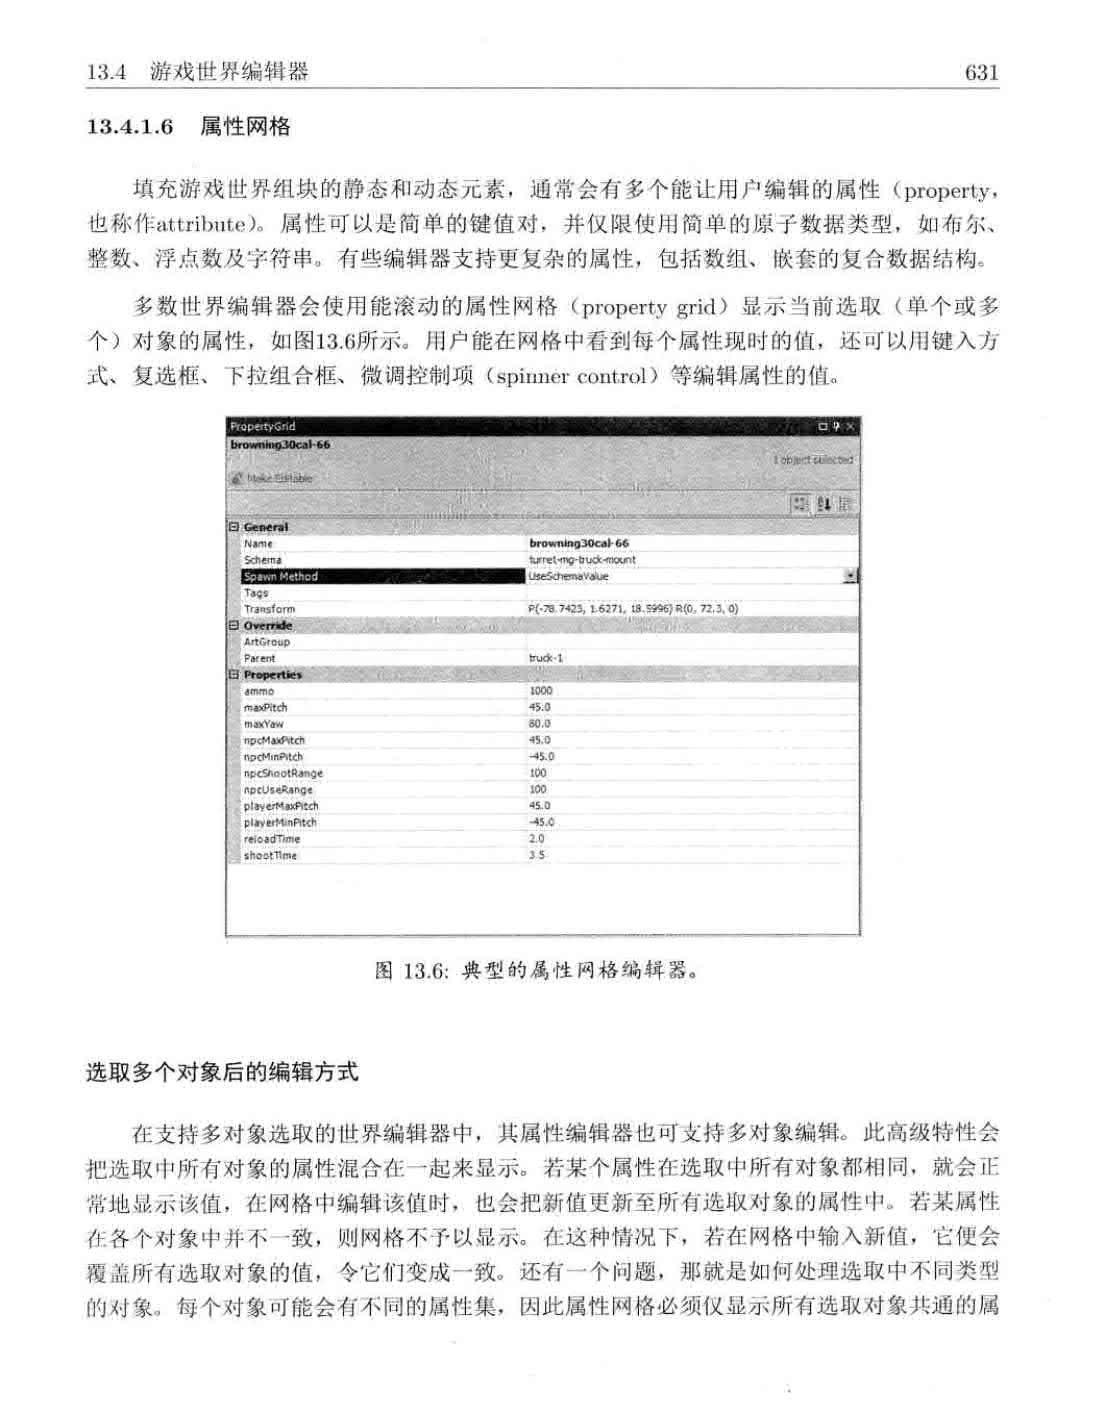 13.4 游戏世界编辑器 631
13.4.1.6 属性网格
填充游戏世界组块的静态和动态元素，通常会有多个能让用户编辑的属性（property，
也称作attribute）。属性可以是简单的键值对，并仅限使用简单的原子数据类型，如布尔、
整数、浮点数及字符串。有些编辑器支持更复杂的属性，包括数组、嵌套的复合数据结构。
多数世界编辑器会使用能滚动的属性网格（property grid）显示当前选取（单个或多
个）对象的属性，如图13.6所示。用户能在网格中看到每个属性现时的值，还可以用键入方
式、复选框、下拉组合框、微调控制项（spinner control）等编辑属性的值。
PropertyGrid
browning30cal-66
1 object selected
Make Editable
General
Name browning30cal-66
Schema turret-mg-truck-mount
Spawn Method UseSchemaValue
Tags
Transform P(-78.7423, 1.6271, 18.5996) R(0, 72.3, 0)
Override
ArtGroup
Parent truck-1
Properties
ammo 1000
maxPitch 45.0
maxYaw 80.0
npcMaxPitch 45.0
npcMinPitch -45.0
npcShootRange 100
npcUseRange 100
playerMaxPitch 45.0
playerMinPitch -45.0
reloadTime 2.0
shootTime 3.5
图 13.6: 典型的属性网格编辑器。
选取多个对象后的编辑方式
在支持多对象选取的世界编辑器中，其属性编辑器也可支持多对象编辑。此高级特性会
把选取中所有对象的属性混合在一起来显示。若某个属性在选取中所有对象都相同，就会正
常地显示该值，在网格中编辑该值时，也会把新值更新至所有选取对象的属性中。若某属性
在各个对象中并不一致，则网格不予以显示。在这种情况下，若在网格中输入新值，它便会
覆盖所有选取对象的值，令它们变成一致。还有一个问题，那就是如何处理选取中不同类型
的对象。每个对象可能会有不同的属性集，因此属性网格必须仅显示所有选取对象共通的属